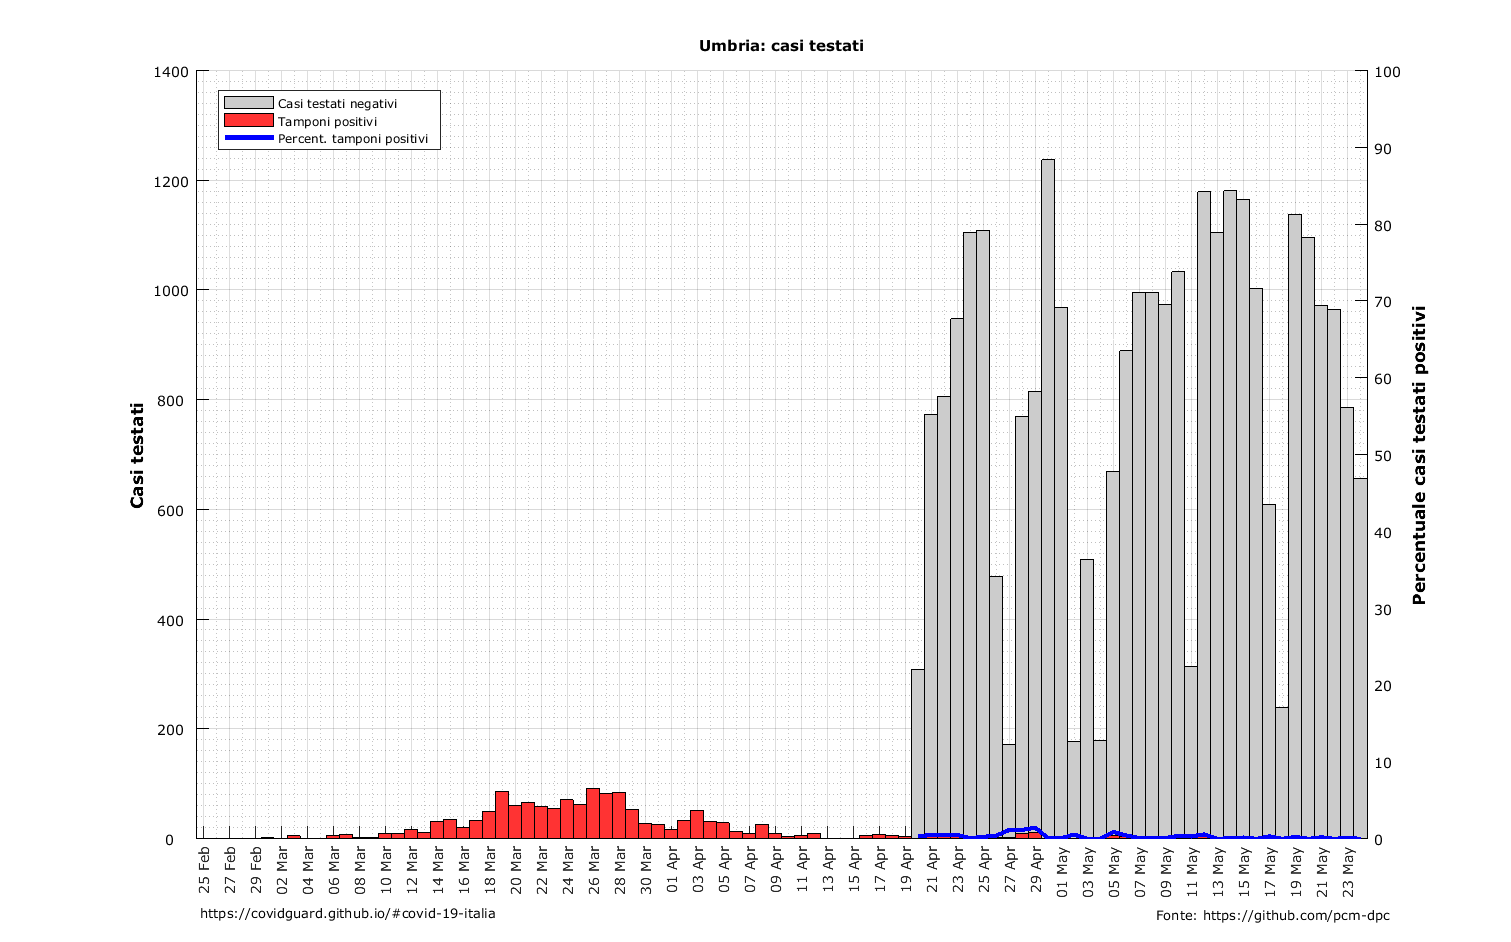 Umbria: casi testati
Casi testati negativi
Tamponi positivi
Percent. tamponi positivi
Casi testati
1400
1200
1000
800
600
400
200
0
Percentuale casi testati positivi
100
90
80
70
60
50
40
30
20
10
0
25 Feb
27 Feb
29 Feb
02 Mar
04 Mar
06 Mar
08 Mar
10 Mar
12 Mar
14 Mar
16 Mar
18 Mar
20 Mar
22 Mar
24 Mar
26 Mar
28 Mar
30 Mar
01 Apr
03 Apr
05 Apr
07 Apr
09 Apr
11 Apr
13 Apr
15 Apr
17 Apr
19 Apr
21 Apr
23 Apr
25 Apr
27 Apr
29 Apr
01 May
03 May
05 May
07 May
09 May
11 May
13 May
15 May
17 May
19 May
21 May
23 May
https://covidguard.github.io/#covid-19-italia
Fonte: https://github.com/pcm-dpc